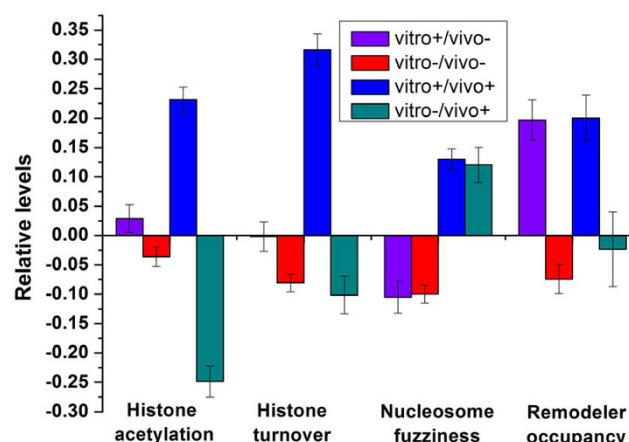 0.35
0.30
0.25
0.20
0.15
0.10
0.05
0.00
-0.05
-0.10
-0.15
-0.20
-0.25
-0.30
Relative levels
vitro+/vivo-
vitro-/vivo-
vitro+/vivo+
vitro-/vivo+
Histone
acetylation
Histone
turnover
Nucleosome
fuzziness
Remodeler
occupancy